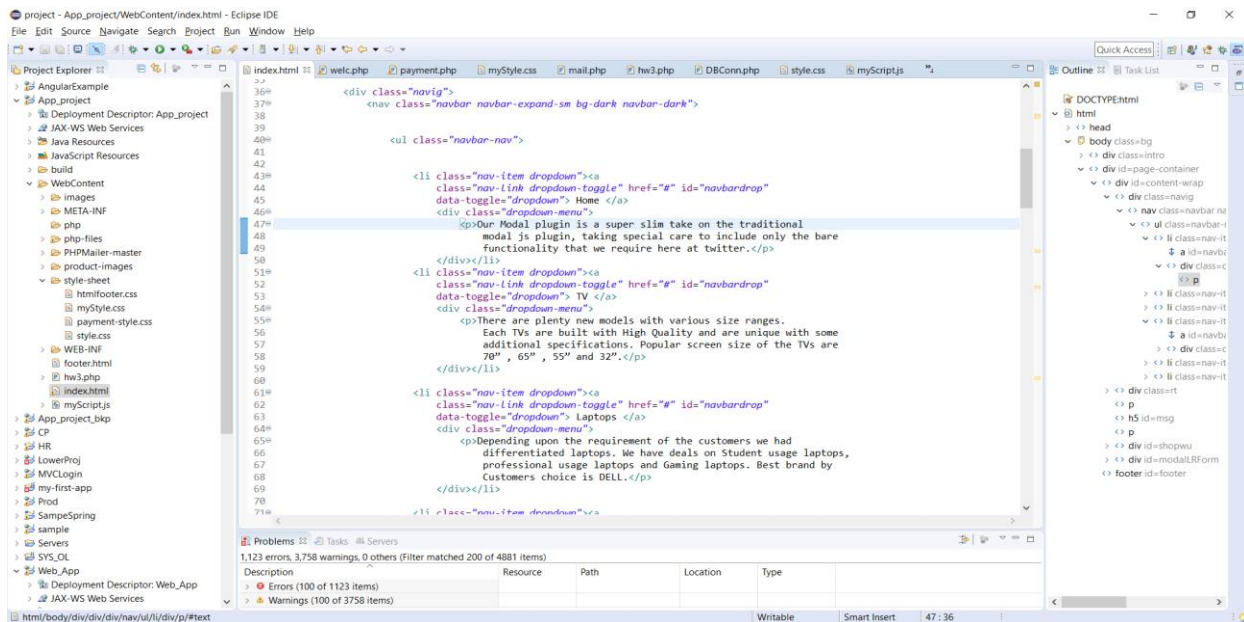 project - App_project/WebContent/index.html - Eclipse IDE
File Edit Source Navigate Search Project Run Window Help
Quick Access
Project Explorer
AngularExample
App_project
Deployment Descriptor: App_project
JAX-WS Web Services
Java Resources
JavaScript Resources
build
WebContent
images
META-INF
php
php-files
PHPMailer-master
product-images
style-sheet
htmlfooter.css
myStyle.css
payment-style.css
style.css
WEB-INF
footer.html
hw3.php
index.html
myScript.js
App_project_bkp
CP
HR
LowerProj
MVCLogin
my-first-app
Prod
SampeSpring
sample
Servers
SYS_OL
Web_App
Deployment Descriptor: Web_App
JAX-WS Web Services
index.html welc.php payment.php myStyle.css mail.php hw3.php DBConn.php style.css myScript.js
36 <div class="navig">
37 <nav class="navbar navbar-expand-sm bg-dark navbar-dark">
38
39
40 <ul class="navbar-nav">
41
42
43 <li class="nav-item dropdown"><a
44 class="nav-link dropdown-toggle" href="#" id="navbardrop"
45 data-toggle="dropdown"> Home </a>
46 <div class="dropdown-menu">
47 <p>Our Modal plugin is a super slim take on the traditional
48 modal js plugin, taking special care to include only the bare
49 functionality that we require here at twitter.</p>
50 </div></li>
51 <li class="nav-item dropdown"><a
52 class="nav-link dropdown-toggle" href="#" id="navbardrop"
53 data-toggle="dropdown"> TV </a>
54 <div class="dropdown-menu">
55 <p>There are plenty new models with various size ranges.
56 Each TVs are built with High Quality and are unique with some
57 additional specifications. Popular screen size of the TVs are
58 70” , 65” , 55” and 32”.</p>
59 </div></li>
60
61 <li class="nav-item dropdown"><a
62 class="nav-link dropdown-toggle" href="#" id="navbardrop"
63 data-toggle="dropdown"> Laptops </a>
64 <div class="dropdown-menu">
65 <p>Depending upon the requirement of the customers we had
66 differentiated laptops. We have deals on Student usage laptops,
67 professional usage laptops and Gaming laptops. Best brand by
68 Customers choice is DELL.</p>
69 </div></li>
70
71 <li class="nav-item dropdown"><a
Problems Tasks Servers
1,123 errors, 3,758 warnings, 0 others (Filter matched 200 of 4881 items)
Description Resource Path Location Type
Errors (100 of 1123 items)
Warnings (100 of 3758 items)
Outline Task List
DOCTYPE:html
html
head
body class=bg
div class=intro
div id=page-container
div id=content-wrap
div class=navig
nav class=navbar na
ul class=navbar-
li class=nav-it
a id=navba
div class=c
p
li class=nav-it
li class=nav-it
a id=navba
div class=c
li class=nav-it
li class=nav-it
div class=rt
p
h5 id=msg
p
div id=shopwu
div id=modalLRForm
footer id=footer
html/body/div/div/div/nav/ul/li/div/p/#text Writable Smart Insert 47 : 36